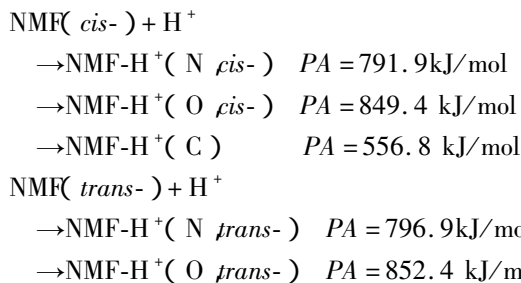 NMF( cis- ) + H⁺
→NMF-H⁺( N ,cis- ) PA = 791.9kJ/mol
→NMF-H⁺( O ,cis- ) PA = 849.4 kJ/mol
→NMF-H⁺( C ) PA = 556.8 kJ/mol
NMF( trans- ) + H⁺
→NMF-H⁺( N ,trans- ) PA = 796.9kJ/mo
→NMF-H⁺( O ,trans- ) PA = 852.4 kJ/m